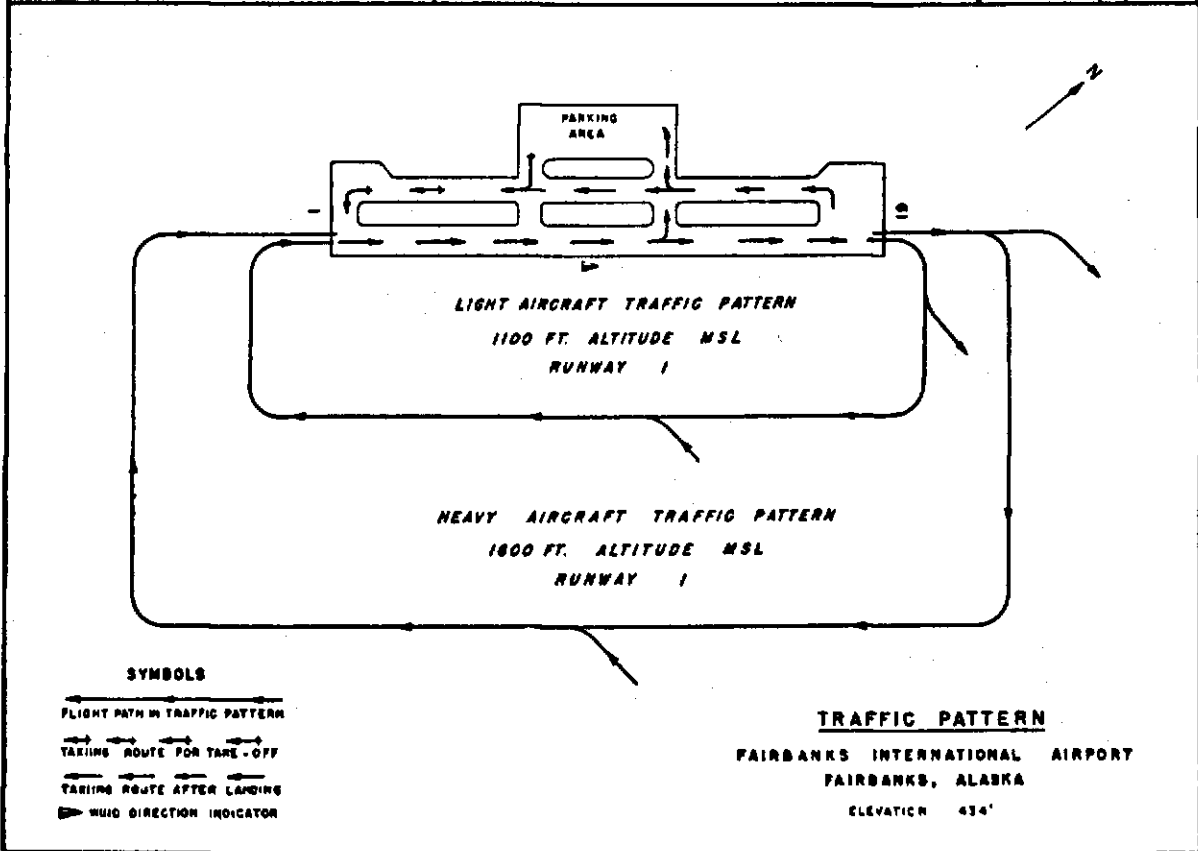 N
PARKING
AREA
1
19
LIGHT AIRCRAFT TRAFFIC PATTERN
1100 FT. ALTITUDE MSL
RUNWAY 1
HEAVY AIRCRAFT TRAFFIC PATTERN
1600 FT. ALTITUDE MSL
RUNWAY 1
SYMBOLS
FLIGHT PATH IN TRAFFIC PATTERN
TAXIING ROUTE FOR TAKE-OFF
TAXIING ROUTE AFTER LANDING
WIND DIRECTION INDICATOR
TRAFFIC PATTERN
FAIRBANKS INTERNATIONAL AIRPORT
FAIRBANKS, ALASKA
ELEVATION 434'